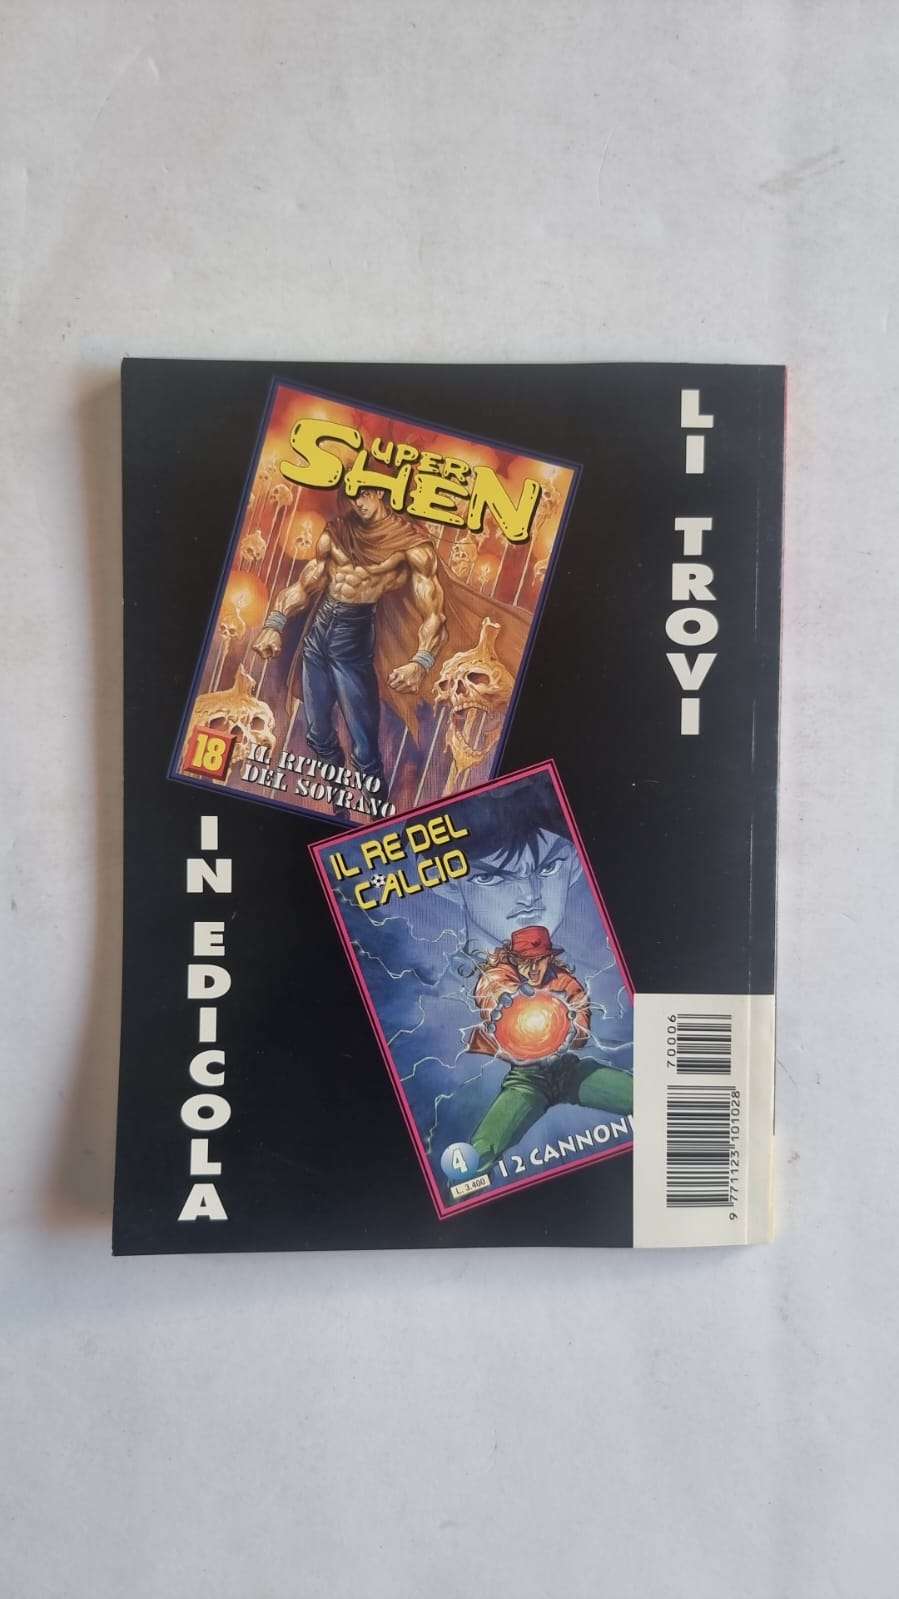 LI TROVI
SUPER
SHEN
18
IL RITORNO
DEL SOVRANO
IN EDICOLA
IL RE DEL
CALCIO
4
L. 3.400
I 2 CANNONI
70006
9 771123 101028